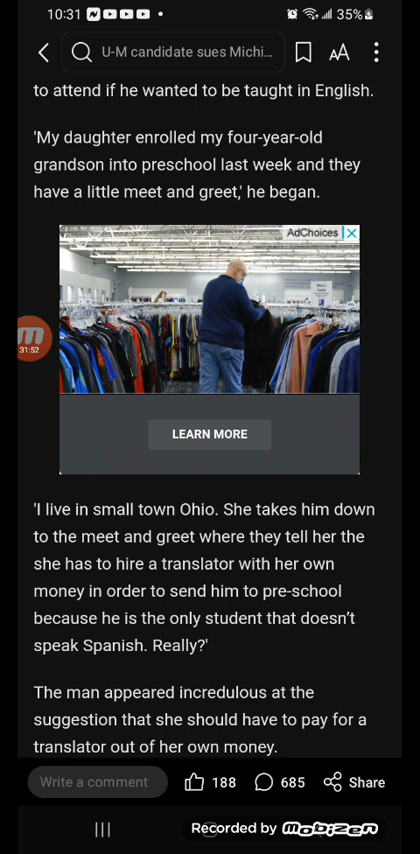 10:31 35%
U-M candidate sues Michi... AA
to attend if he wanted to be taught in English.
'My daughter enrolled my four-year-old
grandson into preschool last week and they
have a little meet and greet,' he began.
AdChoices
31:52
LEARN MORE
'I live in small town Ohio. She takes him down
to the meet and greet where they tell her the
she has to hire a translator with her own
money in order to send him to pre-school
because he is the only student that doesn’t
speak Spanish. Really?'
The man appeared incredulous at the
suggestion that she should have to pay for a
translator out of her own money.
Write a comment 188 685 Share
Recorded by mobizen